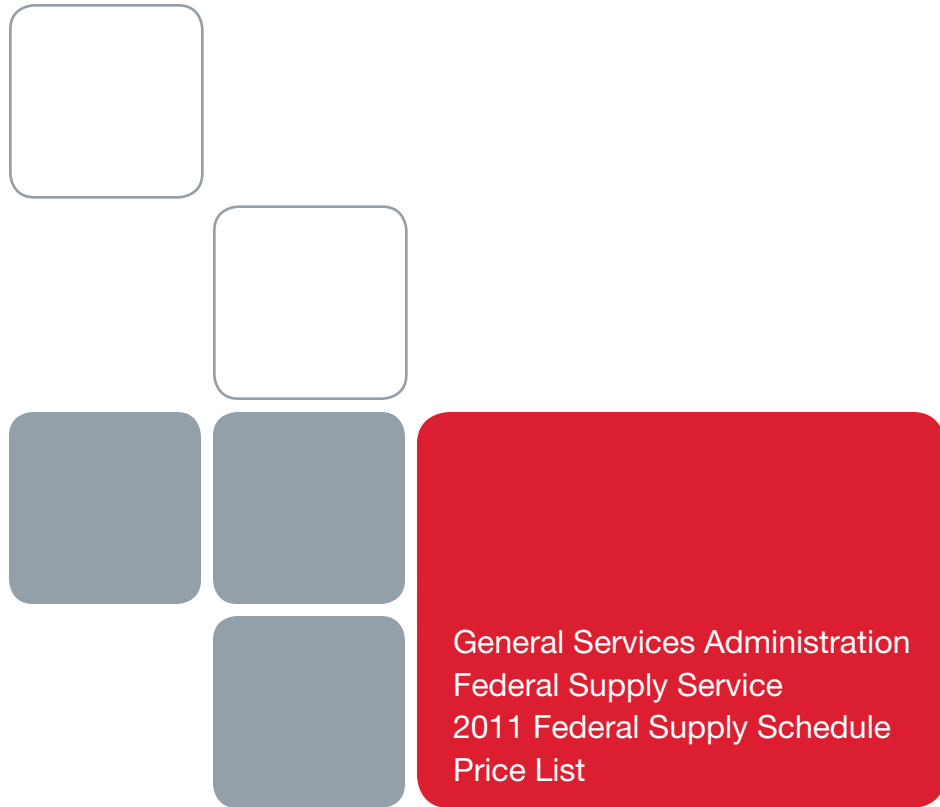 General Services Administration
Federal Supply Service
2011 Federal Supply Schedule
Price List